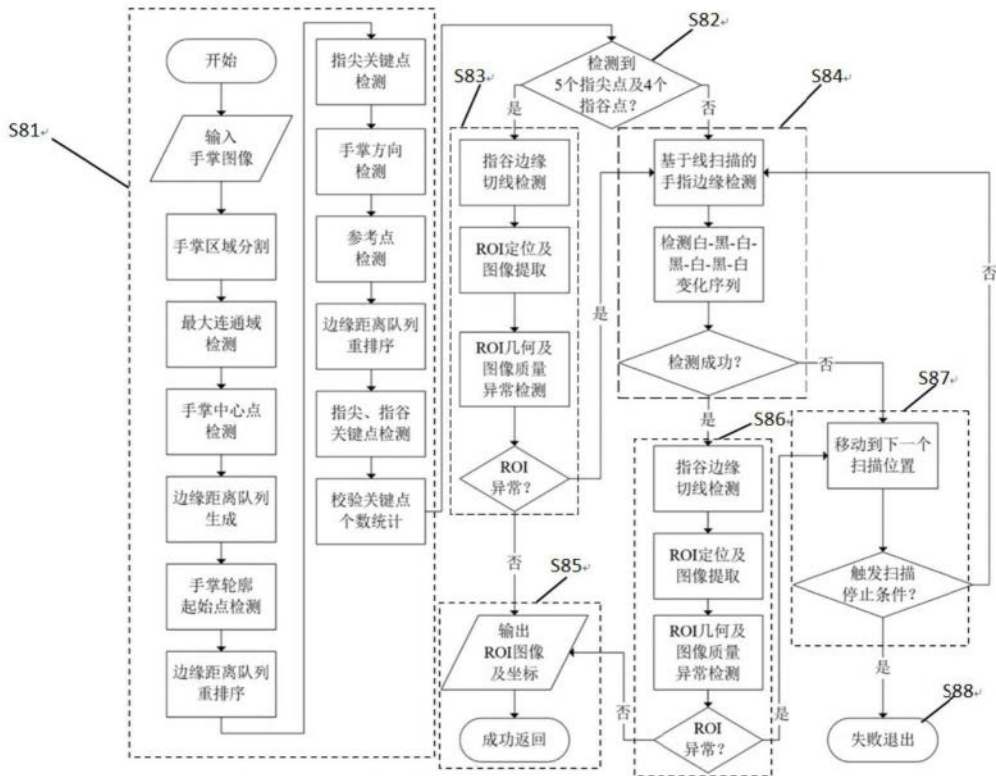 S81
开始
输入
手掌图像
手掌区域分割
最大连通域
检测
手掌中心点
检测
边缘距离队列
生成
手掌轮廓
起始点检测
边缘距离队列
重排序
指尖关键点
检测
手掌方向
检测
参考点
检测
边缘距离队列
重排序
指尖、指谷
关键点检测
校验关键点
个数统计
S82
检测到
5个指尖点及4个
指谷点？
是
否
S83
指谷边缘
切线检测
ROI定位及
图像提取
ROI几何及
图像质量
异常检测
ROI
异常？
是
否
S84
基于线扫描的
手指边缘检测
检测白-黑-白-
黑-白-黑-白
变化序列
检测成功？
否
是
S85
输出
ROI图像
及坐标
成功返回
S86
指谷边缘
切线检测
ROI定位及
图像提取
ROI几何及
图像质量
异常检测
ROI
异常？
否
是
S87
移动到下一个
扫描位置
触发扫描
停止条件？
否
是
S88
失败退出